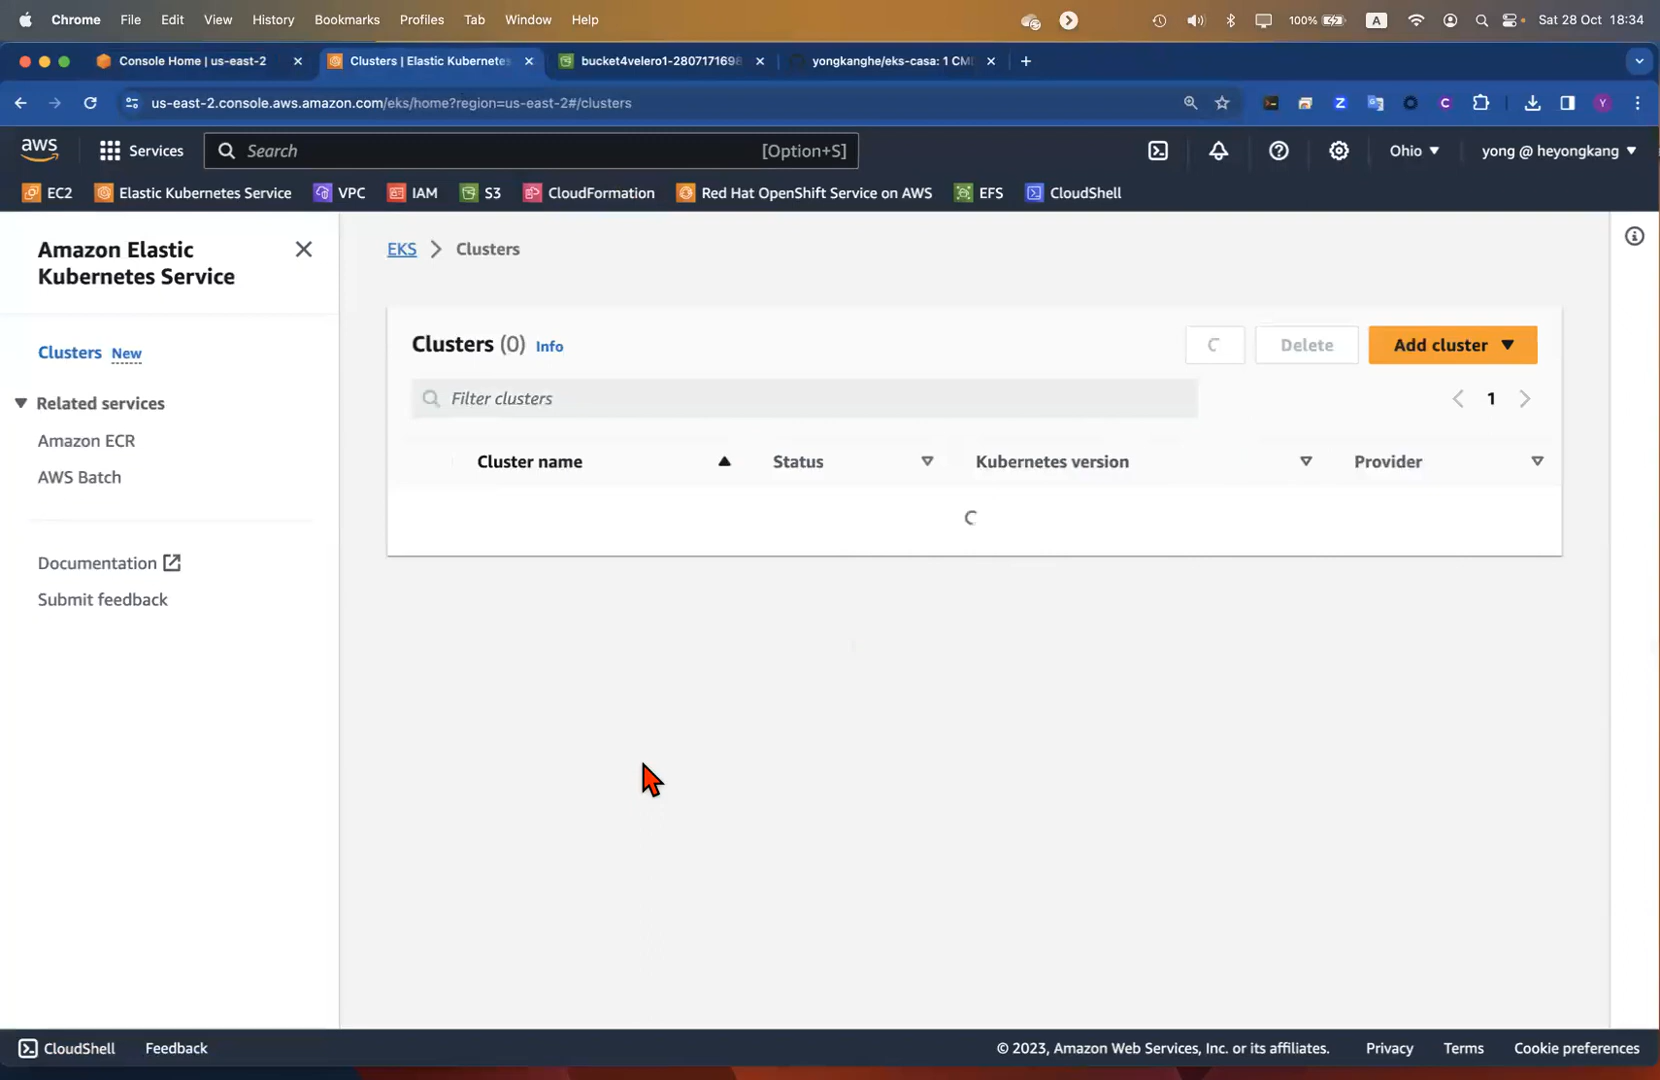 Chrome File Edit View History Bookmarks Profiles Tab Window Help 100% A Sat 28 Oct 18:34
Console Home | us-east-2 Clusters | Elastic Kubernetes bucket4velero1-2807171698 yongkanghe/eks-casa: 1 CM
us-east-2.console.aws.amazon.com/eks/home?region=us-east-2#/clusters Z C Y
aws Services Search [Option+S] Ohio yong @ heyongkang
EC2 Elastic Kubernetes Service VPC IAM S3 CloudFormation Red Hat OpenShift Service on AWS EFS CloudShell
Amazon Elastic
Kubernetes Service
Clusters New
Related services
Amazon ECR
AWS Batch
Documentation
Submit feedback
EKS Clusters
Clusters (0) Info Delete Add cluster
Filter clusters 1
Cluster name Status Kubernetes version Provider
CloudShell Feedback © 2023, Amazon Web Services, Inc. or its affiliates. Privacy Terms Cookie preferences